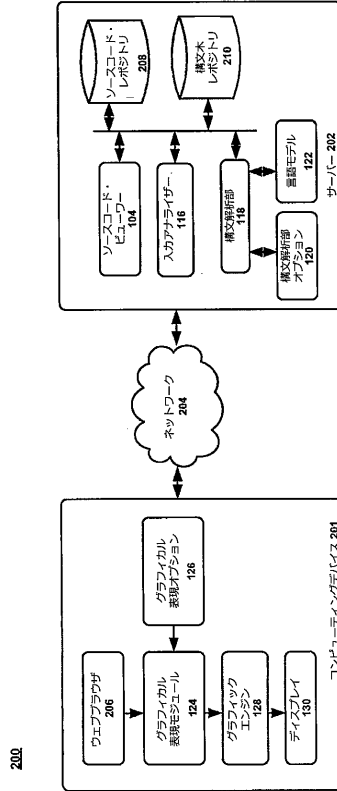 200
ウェブブラウザ
206
グラフィカル
表現モジュール
124
グラフィカル
表現オプション
126
グラフィック
エンジン
128
ディスプレイ
130
コンピューティングデバイス 201
ネットワーク
204
ソースコード・
ビューワー
104
入力アナライザー
116
構文解析部
118
構文解析部
オプション
120
言語モデル
122
ソースコード・
レポジトリ
208
構文木
レポジトリ
210
サーバー 202